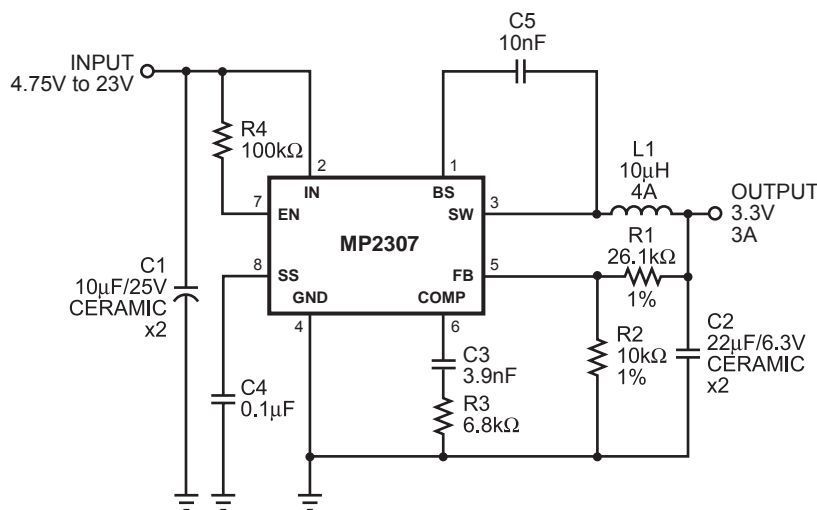 C5
10nF
INPUT
4.75V to 23V
R4
100kΩ
2
1
L1
10µH
4A
OUTPUT
3.3V
3A
7
IN
BS
3
EN
SW
MP2307
R1
26.1kΩ
1%
C1
10µF/25V
CERAMIC
x2
8
SS
FB
5
GND
COMP
4
6
R2
10kΩ
1%
C2
22µF/6.3V
CERAMIC
x2
C3
3.9nF
C4
0.1µF
R3
6.8kΩ